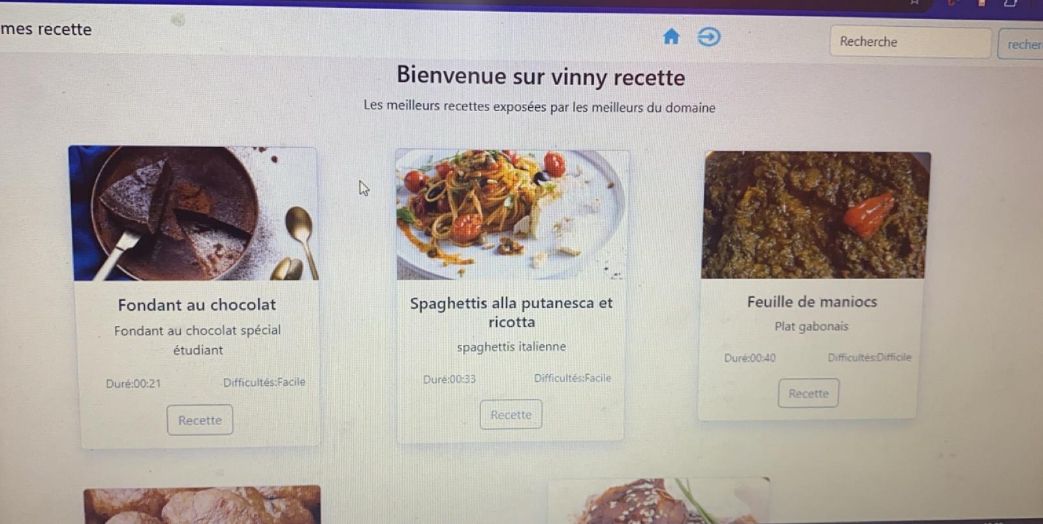 mes recette
Recherche
recher
Bienvenue sur vinny recette
Les meilleurs recettes exposées par les meilleurs du domaine
Fondant au chocolat
Fondant au chocolat spécial
étudiant
Duré:00:21 Difficultés:Facile
Recette
Spaghettis alla putanesca et
ricotta
spaghettis italienne
Duré:00:33 Difficultés:Facile
Recette
Feuille de maniocs
Plat gabonais
Duré:00:40 Difficultés:Difficile
Recette